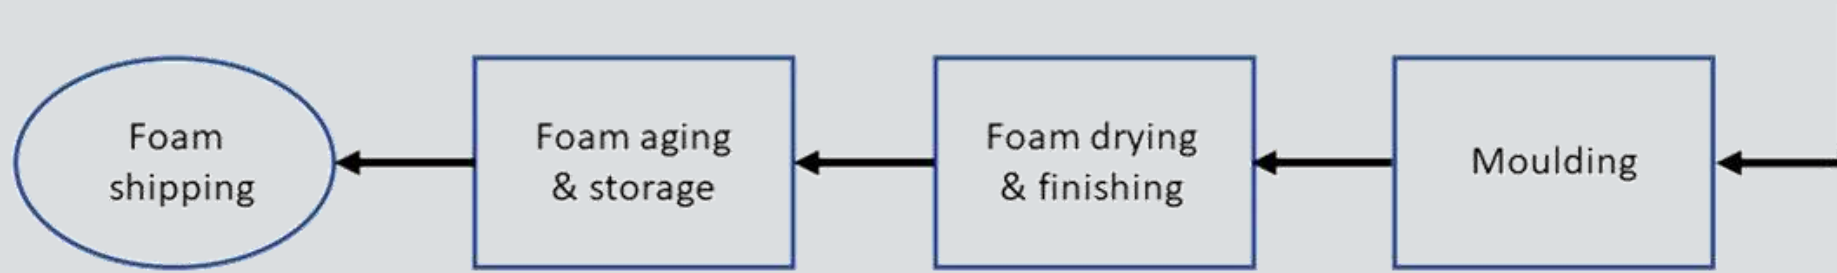 Foam
shipping
Foam aging
& storage
Foam drying
& finishing
Moulding